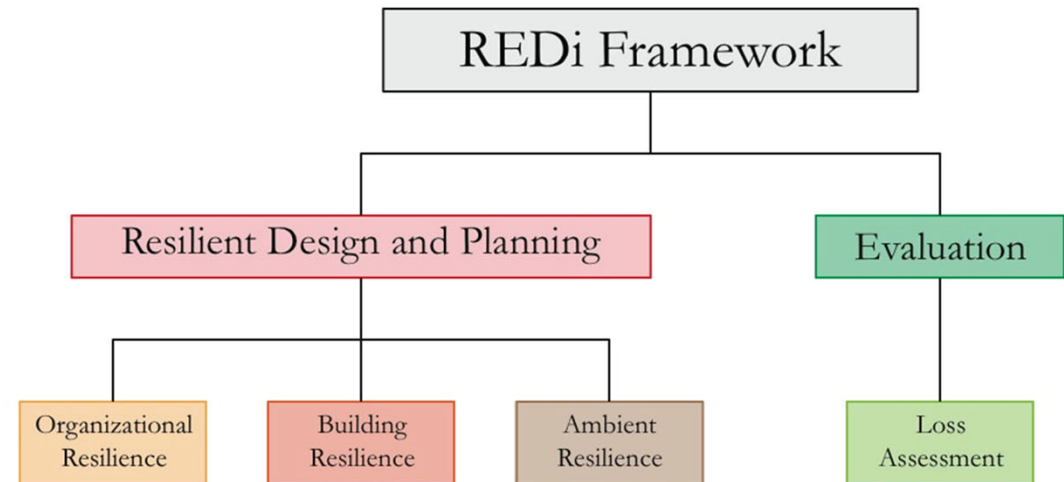 REDi Framework
Resilient Design and Planning
Evaluation
Organizational
Resilience
Building
Resilience
Ambient
Resilience
Loss
Assessment